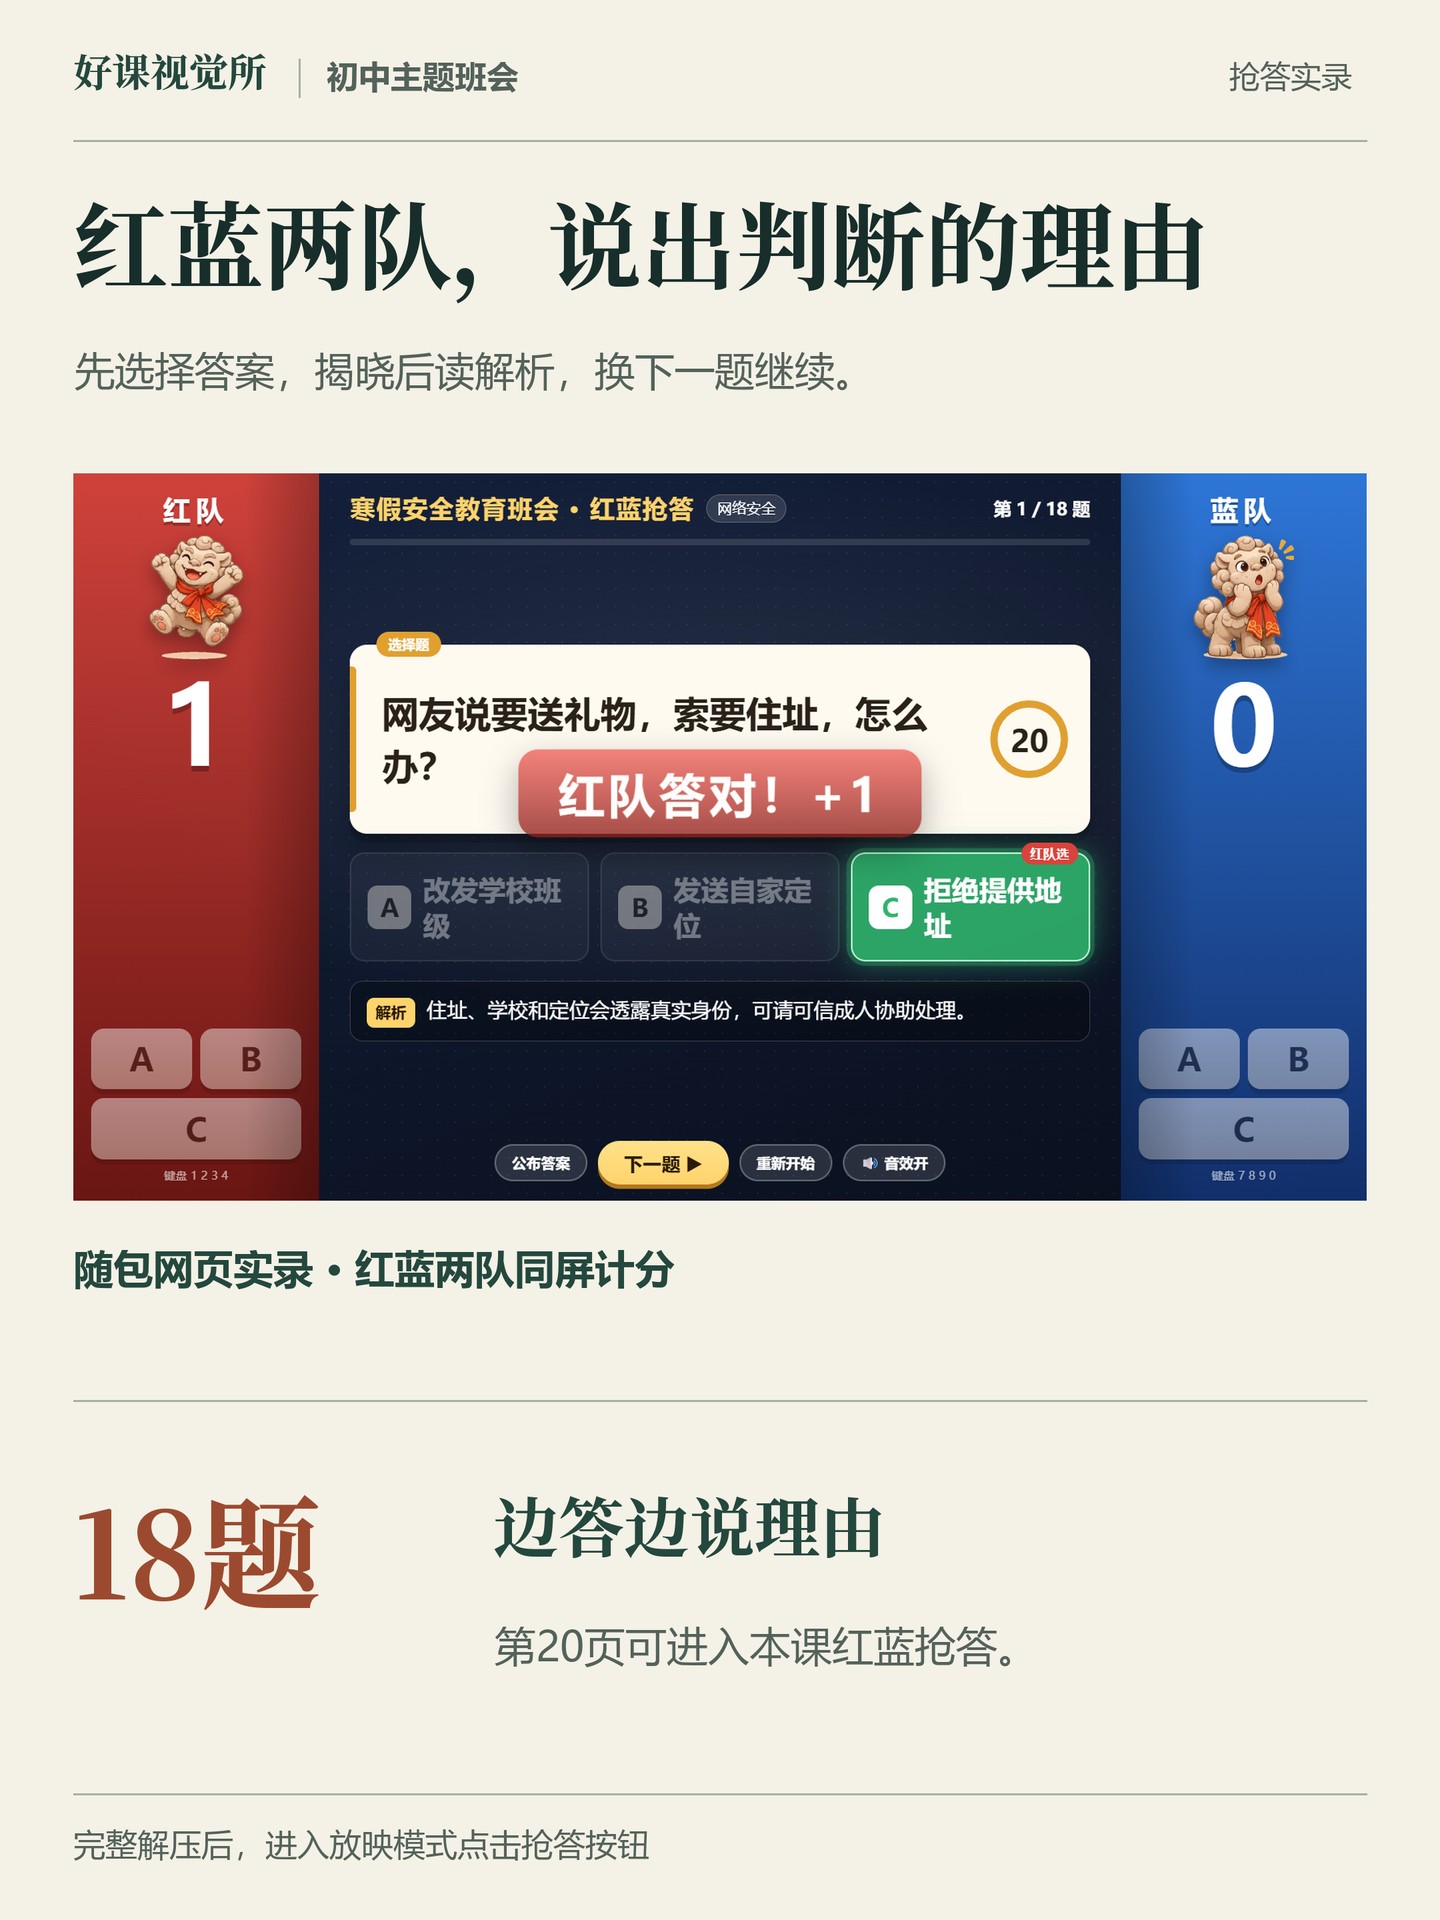 好课视觉所
初中主题班会
抢答实录
红蓝两队，说出判断的理由
先选择答案，揭晓后读解析，换下一题继续。
红队
1
A
B
C
键盘 1 2 3 4
寒假安全教育班会·红蓝抢答
网络安全
第 1 / 18 题
选择题
网友说要送礼物，索要住址，怎么
办？
20
红队答对！+1
A
改发学校班
级
B
发送自家定
位
红队选
C
拒绝提供地
址
解析
住址、学校和定位会透露真实身份，可请可信成人协助处理。
公布答案
下一题 ▶
重新开始
🔊 音效开
蓝队
0
A
B
C
键盘 7 8 9 0
随包网页实录·红蓝两队同屏计分
18题
边答边说理由
第20页可进入本课红蓝抢答。
完整解压后，进入放映模式点击抢答按钮